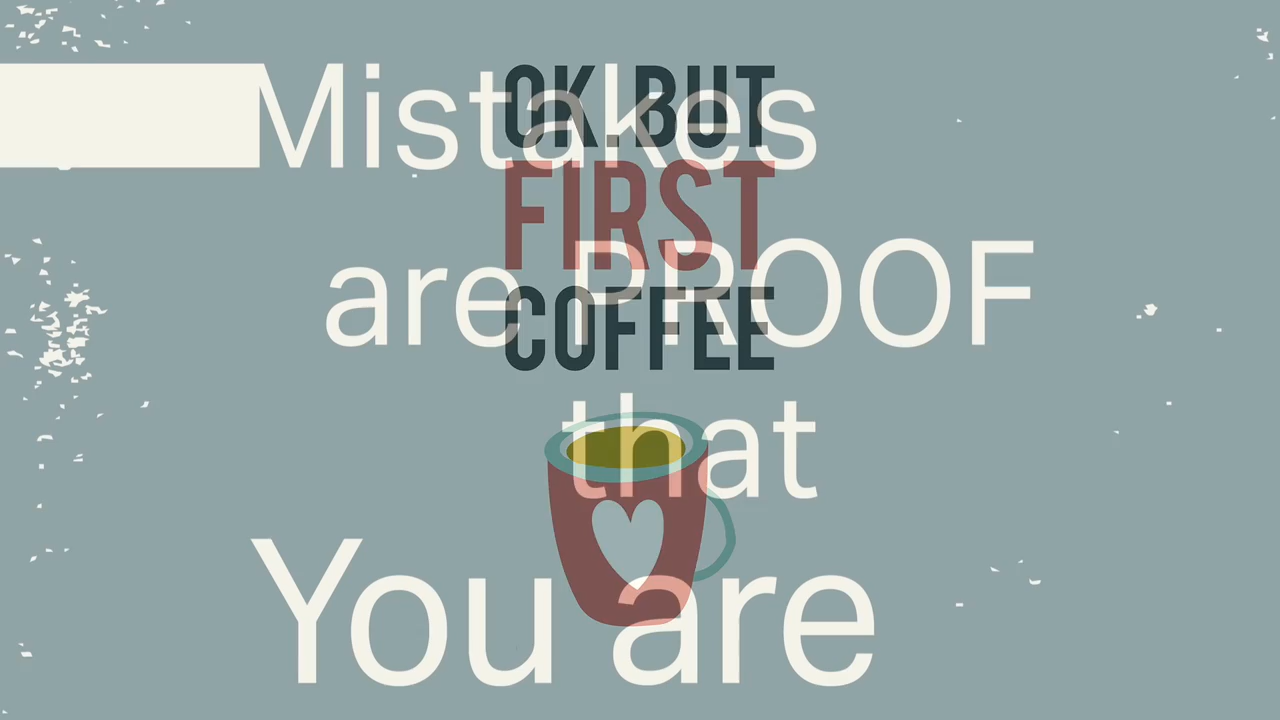 Mistakes
are PROOF
that
You are
OK.BUT
FIRST
COFFEE